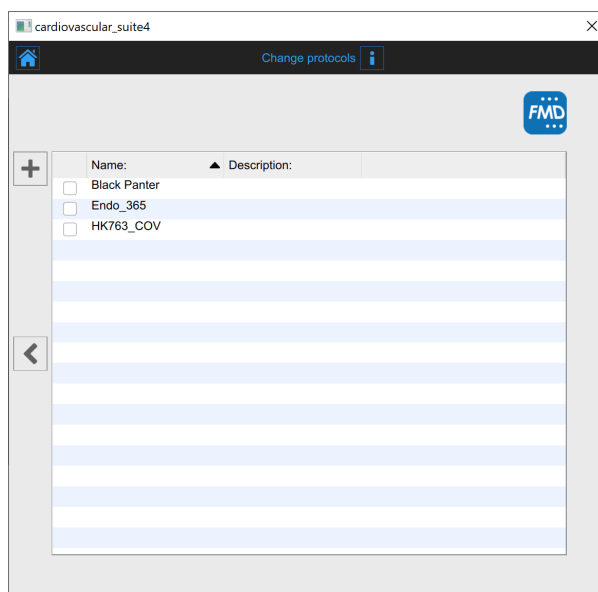 cardiovascular_suite4
Change protocols
FMD
Name: Description:
Black Panter
Endo_365
HK763_COV